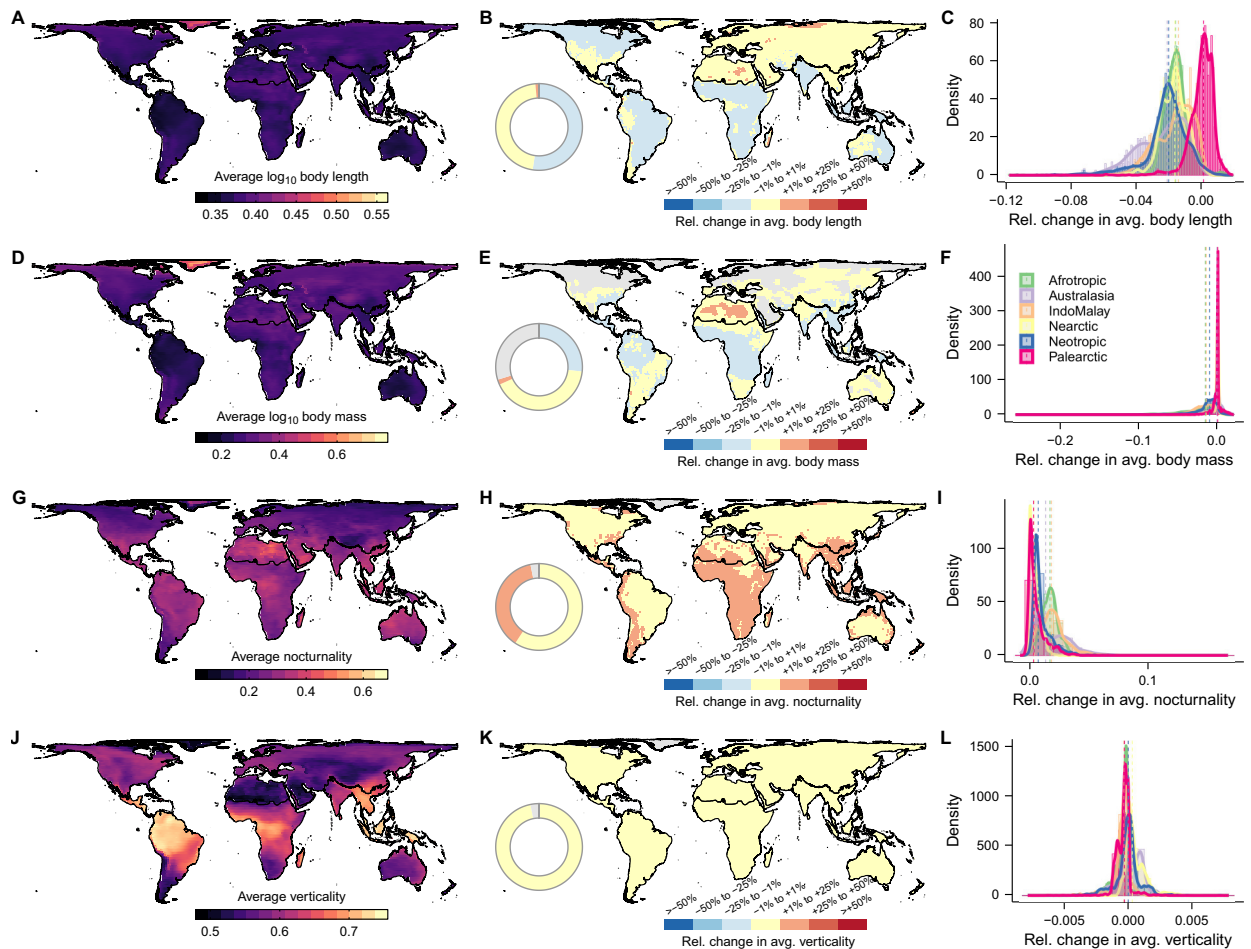 A
Average log10 body length
0.35 0.40 0.45 0.50 0.55
B
>−50%
−50% to −25%
−25% to −1%
−1% to +1%
+1% to +25%
+25% to +50%
>+50%
Rel. change in avg. body length
C
80
60
40
20
0
Density
−0.12 −0.08 −0.04 0.00
Rel. change in avg. body length
D
Average log10 body mass
0.2 0.4 0.6
E
>−50%
−50% to −25%
−25% to −1%
−1% to +1%
+1% to +25%
+25% to +50%
>+50%
Rel. change in avg. body mass
F
400
300
200
100
0
Density
Afrotropic
Australasia
IndoMalay
Nearctic
Neotropic
Palearctic
−0.2 −0.1 0.0
Rel. change in avg. body mass
G
Average nocturnality
0.2 0.4 0.6
H
>−50%
−50% to −25%
−25% to −1%
−1% to +1%
+1% to +25%
+25% to +50%
>+50%
Rel. change in avg. nocturnality
I
100
50
0
Density
0.0 0.1
Rel. change in avg. nocturnality
J
Average verticality
0.5 0.6 0.7
K
>−50%
−50% to −25%
−25% to −1%
−1% to +1%
+1% to +25%
+25% to +50%
>+50%
Rel. change in avg. verticality
L
1500
1000
500
0
Density
−0.005 0.000 0.005
Rel. change in avg. verticality